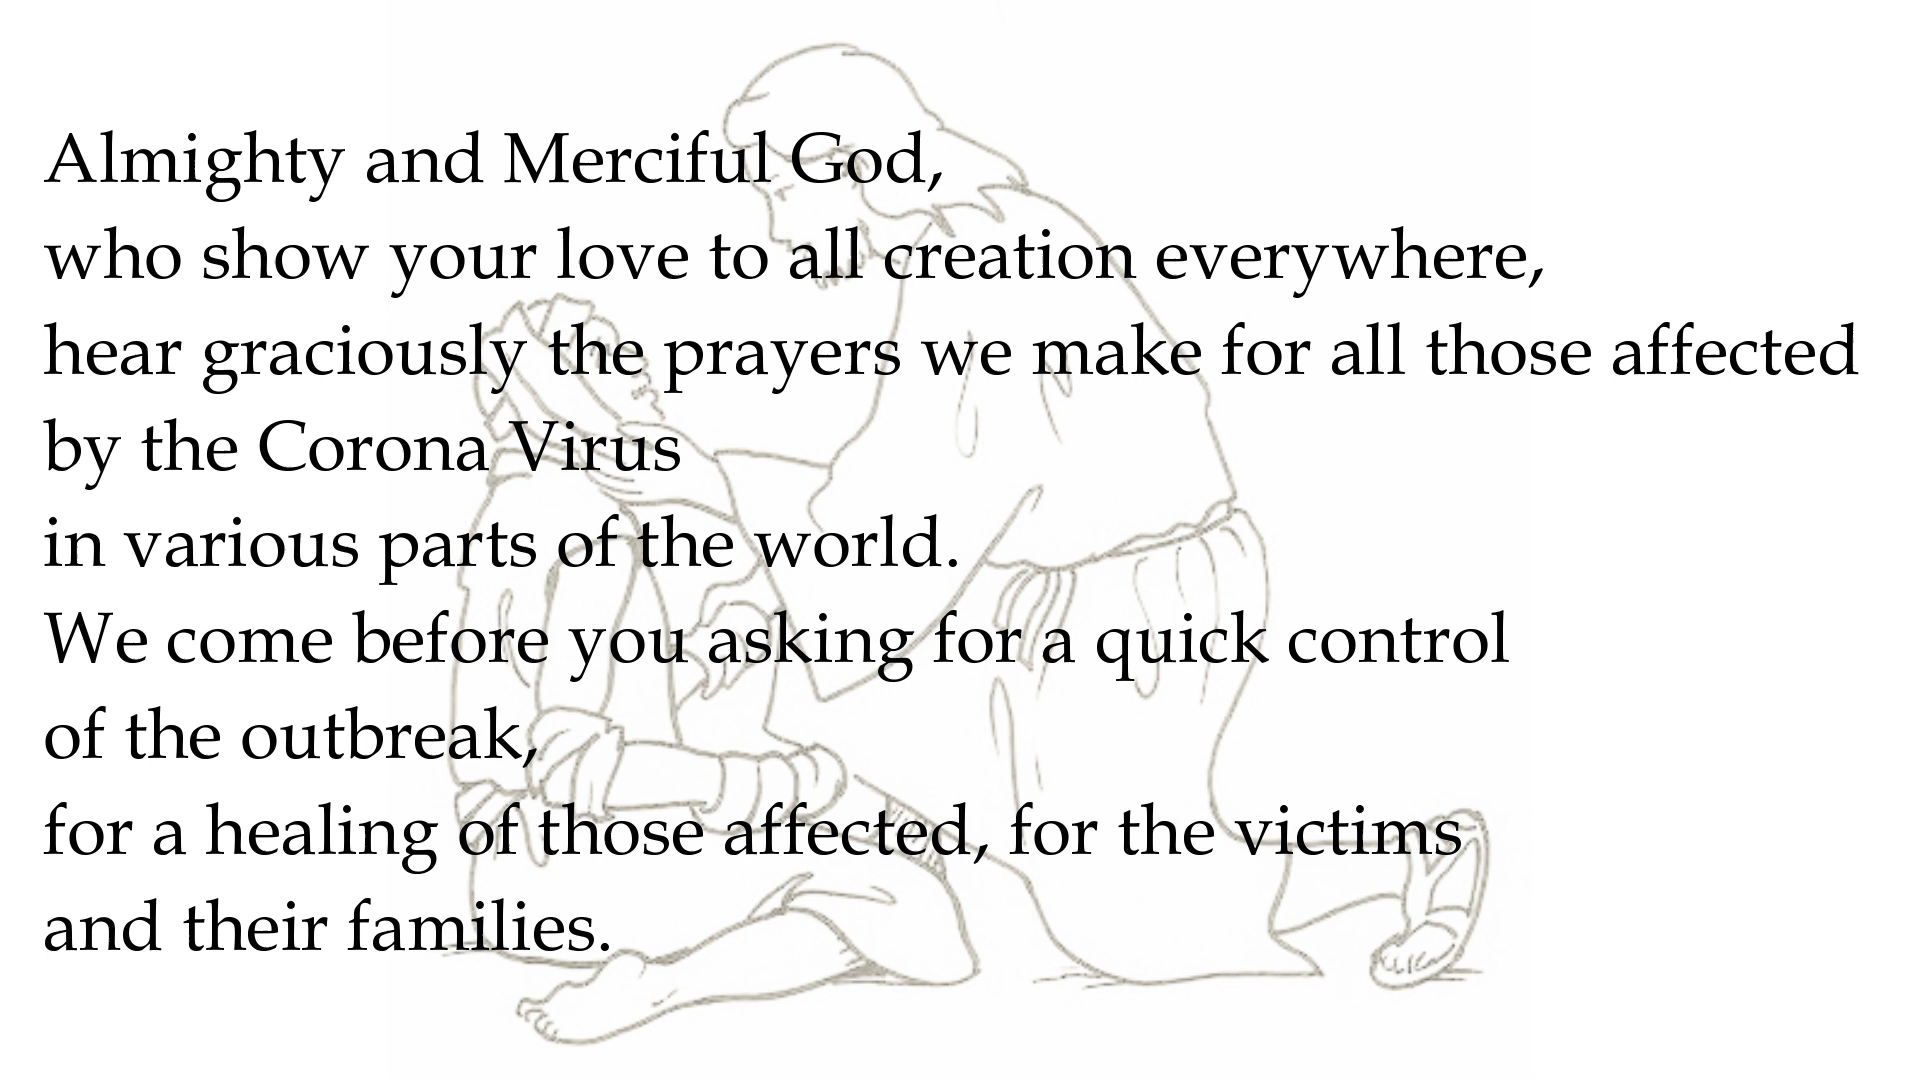 Almighty and Merciful God,
who show your love to all creation everywhere,
hear graciously the prayers we make for all those affected
by the Corona Virus
in various parts of the world.
We come before you asking for a quick control
of the outbreak,
for a healing of those affected, for the victims
and their families.